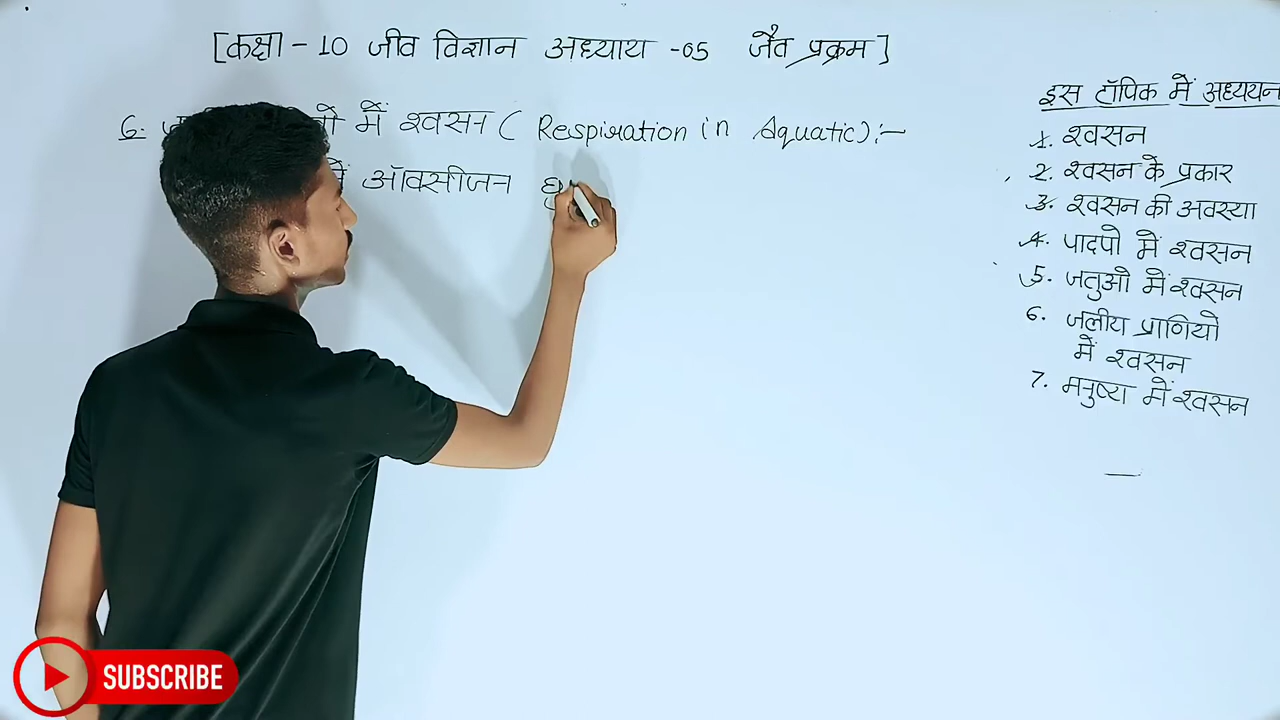 [कक्षा - 10 जीव विज्ञान अध्याय -05 जैव प्रक्रम]
6. में श्वसन ( Respiration in Aquatic) :-
ऑक्सीजन
इस टॉपिक में अध्ययन
1. श्वसन
2. श्वसन के प्रकार
3. श्वसन की अवस्था
4. पादपो में श्वसन
5. जंतुओ में श्वसन
6. जलीय प्राणियो
में श्वसन
7. मनुष्य में श्वसन
SUBSCRIBE